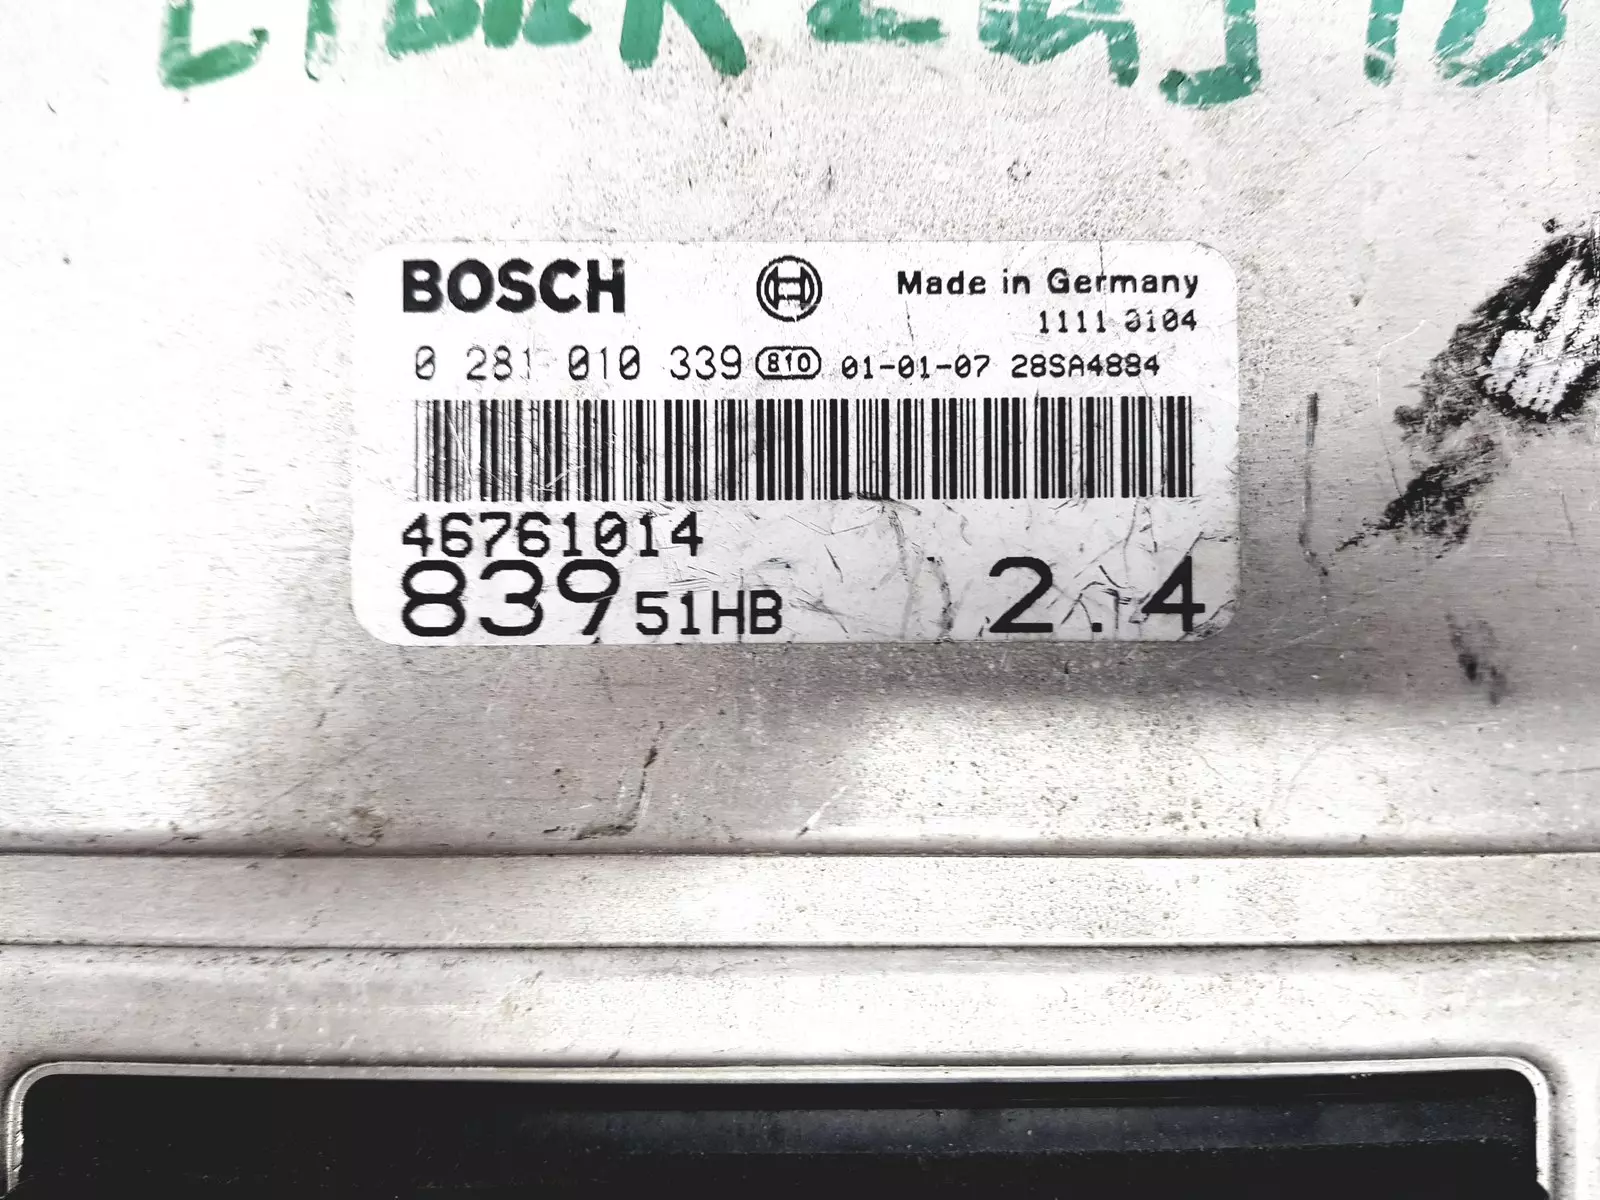 BOSCH Made in Germany
1111 0104
0 281 010 339 810 01-01-07 28SA4884
46761014
839 51HB 2.4